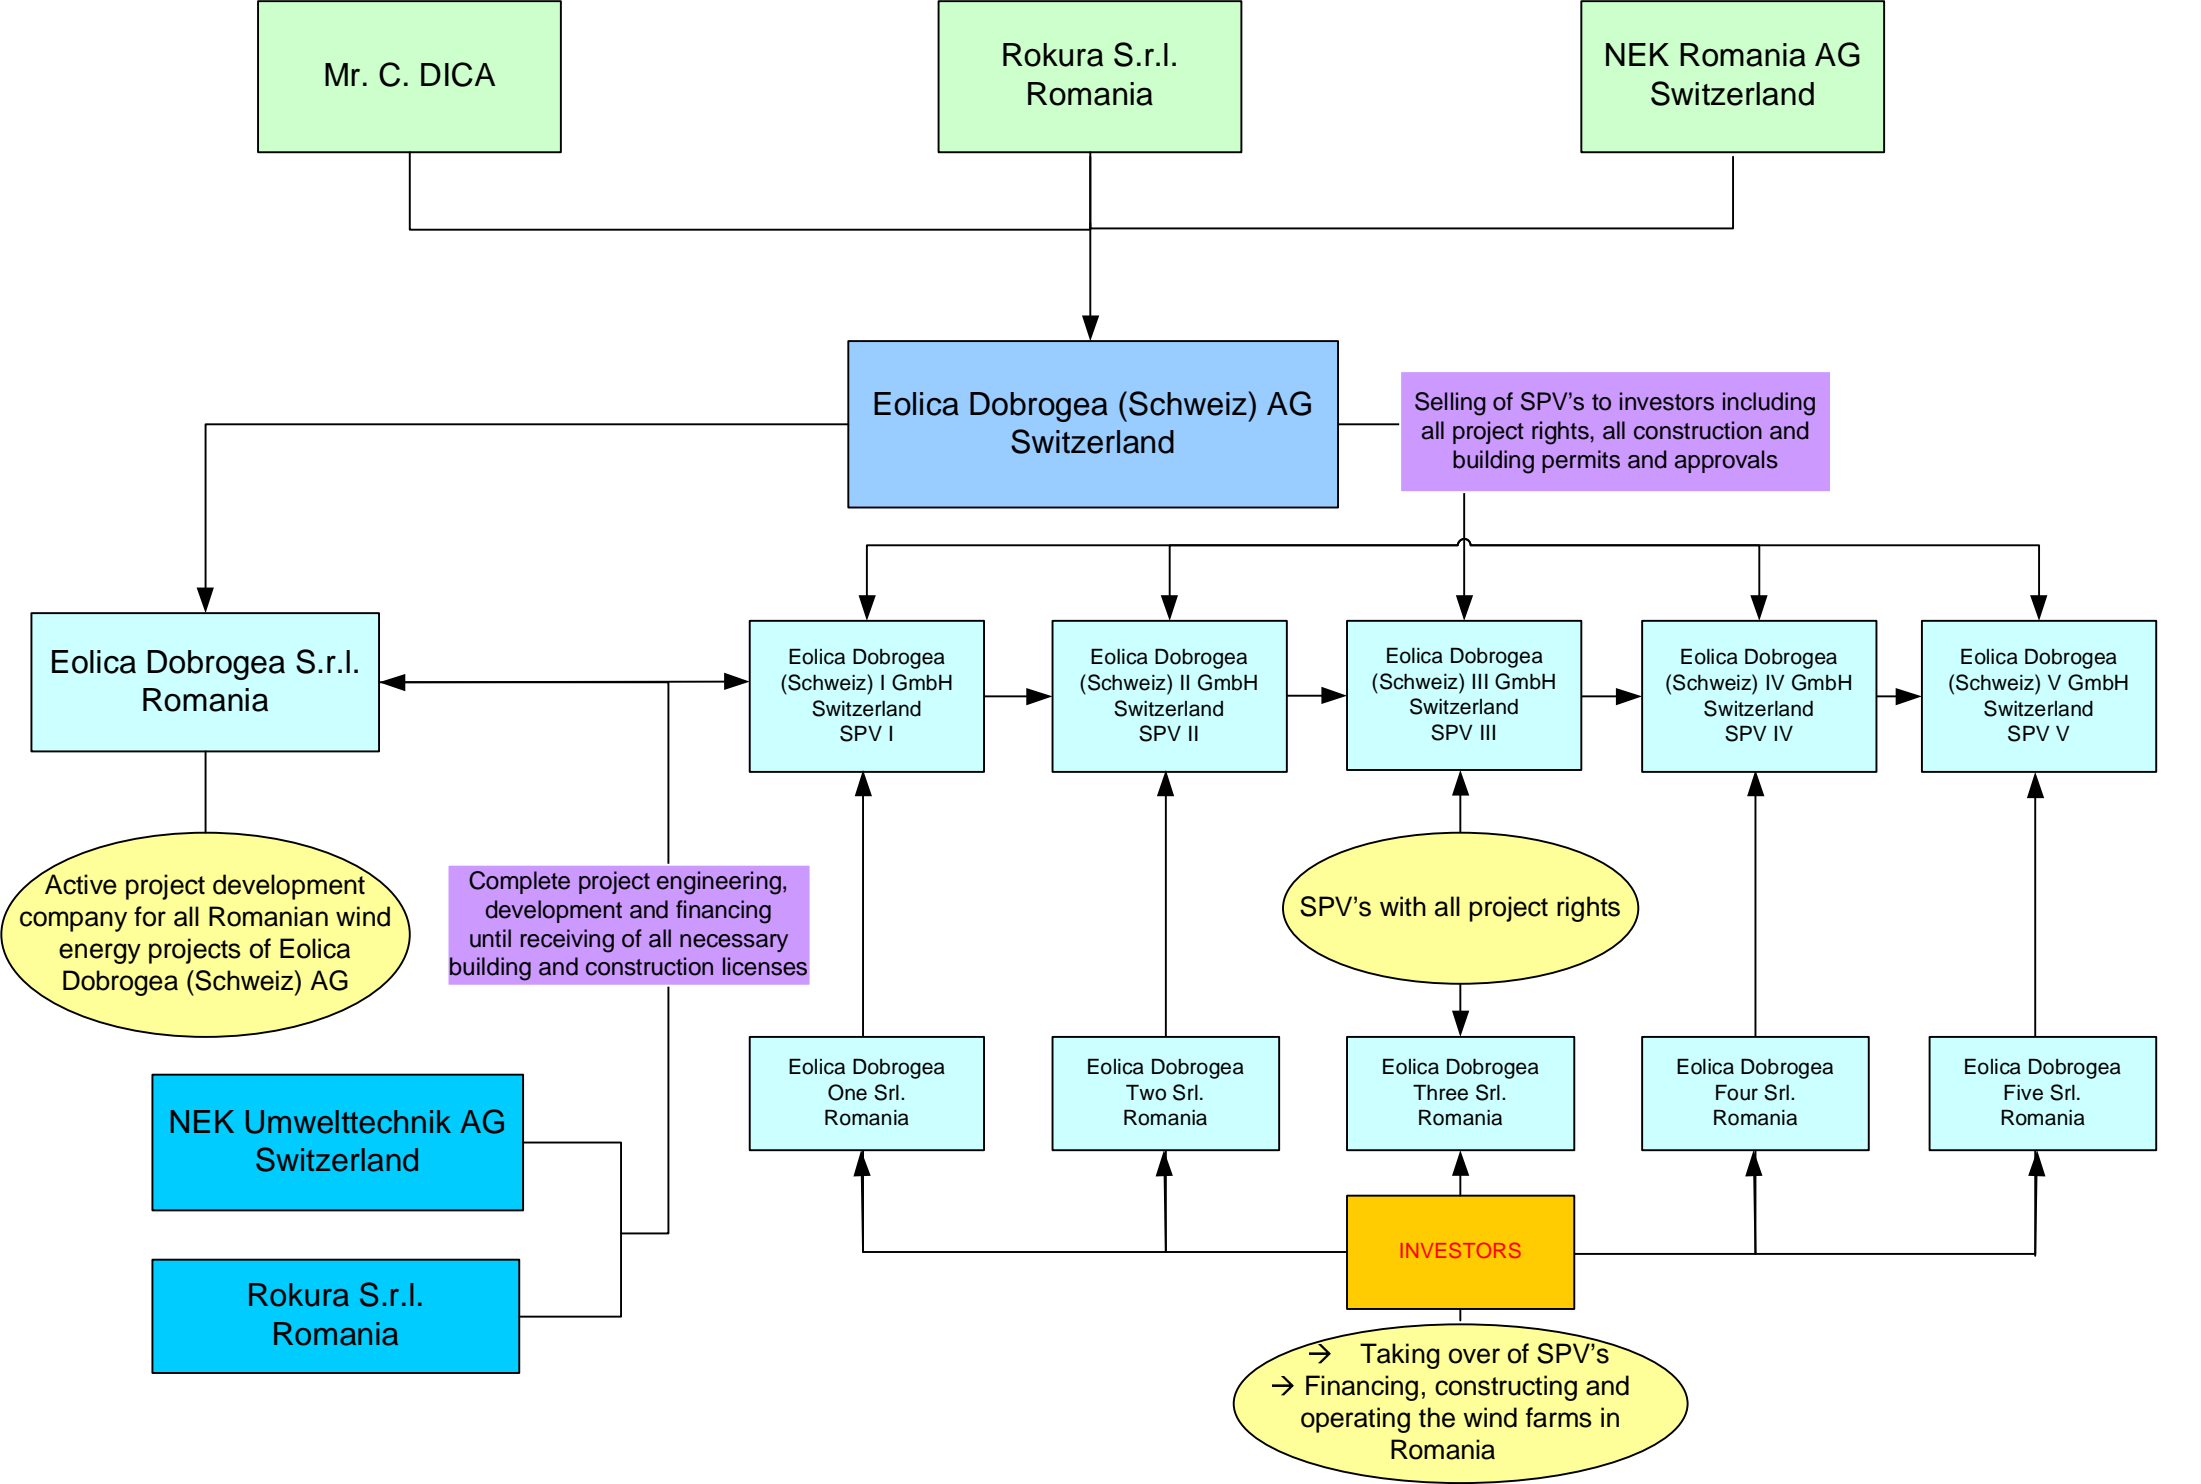 Mr. C. DICA
Rokura S.r.l.
Romania
NEK Romania AG
Switzerland
Eolica Dobrogea (Schweiz) AG
Switzerland
Selling of SPV's to investors including
all project rights, all construction and
building permits and approvals
Eolica Dobrogea S.r.l.
Romania
Eolica Dobrogea
(Schweiz) I GmbH
Switzerland
SPV I
Eolica Dobrogea
(Schweiz) II GmbH
Switzerland
SPV II
Eolica Dobrogea
(Schweiz) III GmbH
Switzerland
SPV III
Eolica Dobrogea
(Schweiz) IV GmbH
Switzerland
SPV IV
Eolica Dobrogea
(Schweiz) V GmbH
Switzerland
SPV V
Active project development
company for all Romanian wind
energy projects of Eolica
Dobrogea (Schweiz) AG
Complete project engineering,
development and financing
until receiving of all necessary
building and construction licenses
SPV's with all project rights
Eolica Dobrogea
One Srl.
Romania
Eolica Dobrogea
Two Srl.
Romania
Eolica Dobrogea
Three Srl.
Romania
Eolica Dobrogea
Four Srl.
Romania
Eolica Dobrogea
Five Srl.
Romania
NEK Umwelttechnik AG
Switzerland
Rokura S.r.l.
Romania
INVESTORS
→ Taking over of SPV's
→ Financing, constructing and
operating the wind farms in
Romania